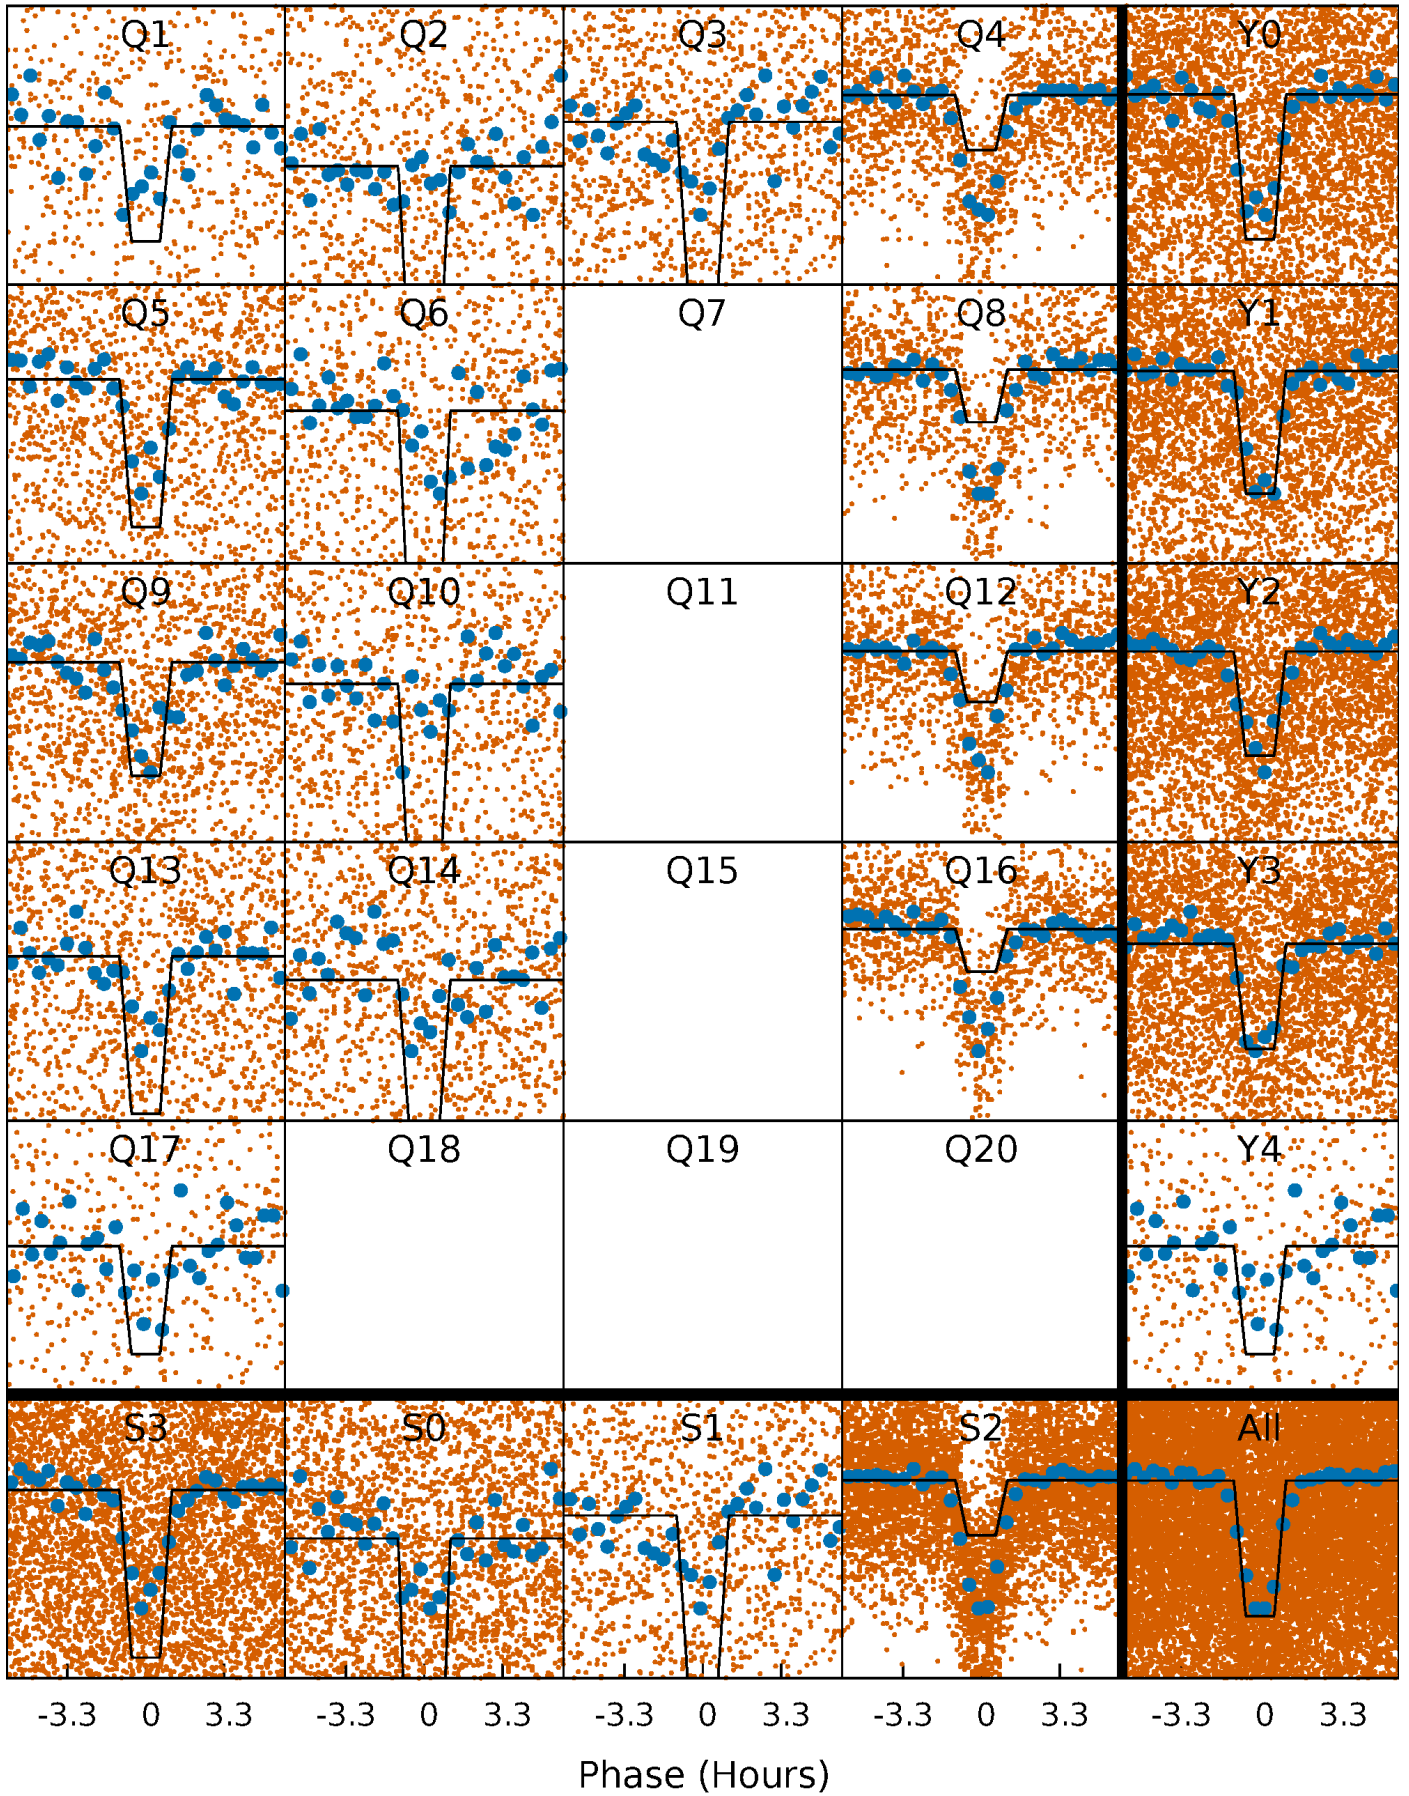 Q1 Q2 Q3 Q4 Y0
Q5 Q6 Q7 Q8 Y1
Q9 Q10 Q11 Q12 Y2
Q13 Q14 Q15 Q16 Y3
Q17 Q18 Q19 Q20 Y4
S3 S0 S1 S2 All
-3.3 0 3.3 -3.3 0 3.3 -3.3 0 3.3 -3.3 0 3.3 -3.3 0 3.3
Phase (Hours)